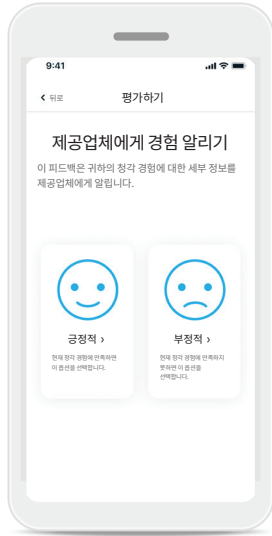 9:41
뒤로
평가하기
제공업체에게 경험 알리기
이 피드백은 귀하의 청각 경험에 대한 세부 정보를
제공업체에게 알립니다.
긍정적 ›
현재 청각 경험에 만족하면
이 옵션을 선택합니다.
부정적 ›
현재 청각 경험에 만족하지
못하면 이 옵션을
선택합니다.